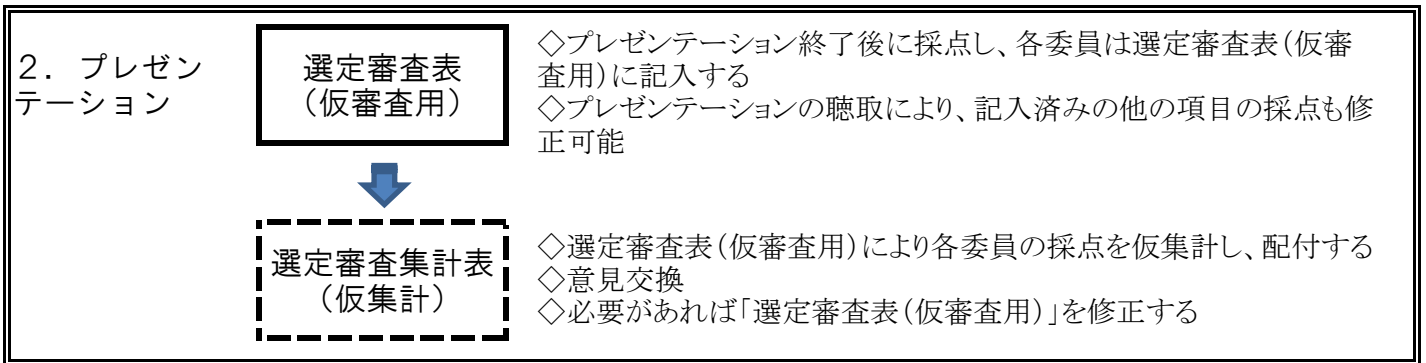 ２．プレゼン
テーション
選定審査表
（仮審査用）
◇プレゼンテーション終了後に採点し、各委員は選定審査表（仮審
査用）に記入する
◇プレゼンテーションの聴取により、記入済みの他の項目の採点も修
正可能
選定審査集計表
（仮集計）
◇選定審査表（仮審査用）により各委員の採点を仮集計し、配付する
◇意見交換
◇必要があれば「選定審査表（仮審査用）」を修正する